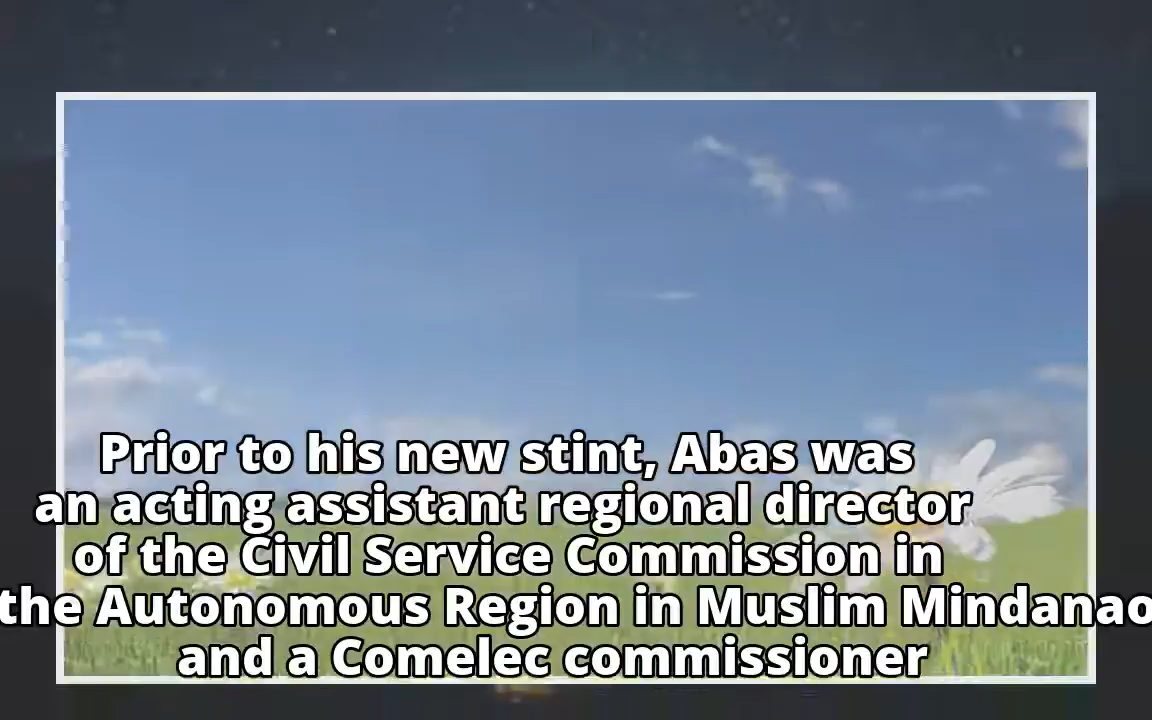 Prior to his new stint, Abas was
an acting assistant regional director
of the Civil Service Commission in
the Autonomous Region in Muslim Mindanao
and a Comelec commissioner